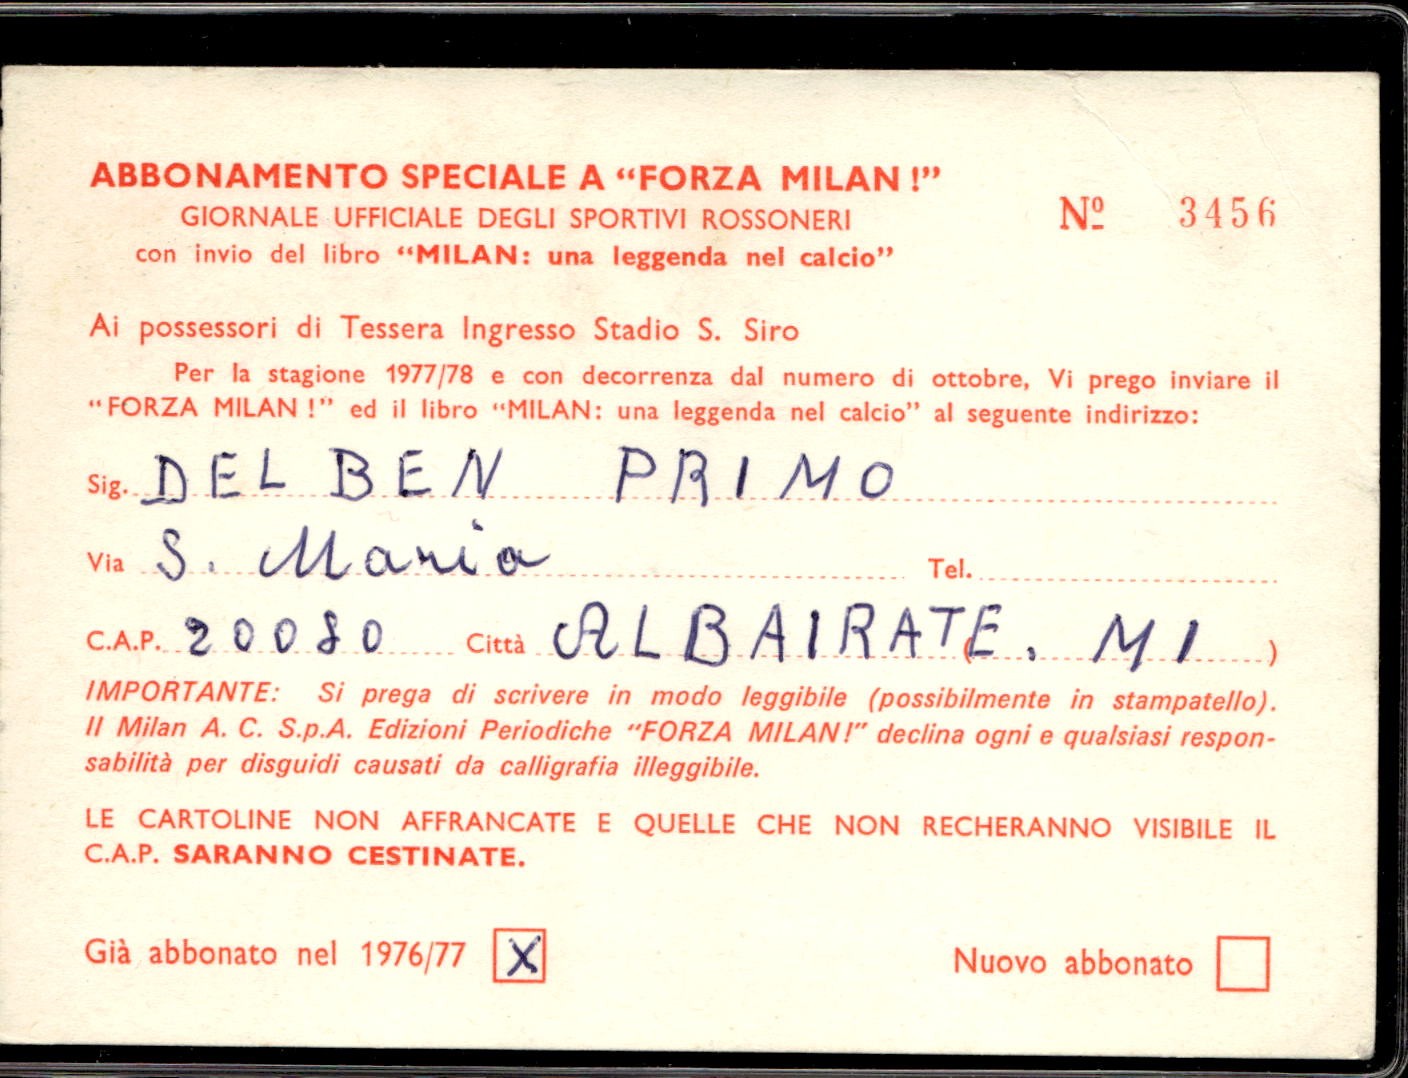 ABBONAMENTO SPECIALE A “FORZA MILAN!”
GIORNALE UFFICIALE DEGLI SPORTIVI ROSSONERI
Nº 3456
con invio del libro “MILAN: una leggenda nel calcio”
Ai possessori di Tessera Ingresso Stadio S. Siro
Per la stagione 1977/78 e con decorrenza dal numero di ottobre, Vi prego inviare il
“FORZA MILAN!” ed il libro “MILAN: una leggenda nel calcio” al seguente indirizzo:
Sig. DEL BEN PRIMO
Via S. Maria Tel.
C.A.P. 20080 Città ALBAIRATE. ( MI )
IMPORTANTE: Si prega di scrivere in modo leggibile (possibilmente in stampatello).
Il Milan A. C. S.p.A. Edizioni Periodiche “FORZA MILAN!” declina ogni e qualsiasi respon-
sabilità per disguidi causati da calligrafia illeggibile.
LE CARTOLINE NON AFFRANCATE E QUELLE CHE NON RECHERANNO VISIBILE IL
C.A.P. SARANNO CESTINATE.
Già abbonato nel 1976/77 X Nuovo abbonato